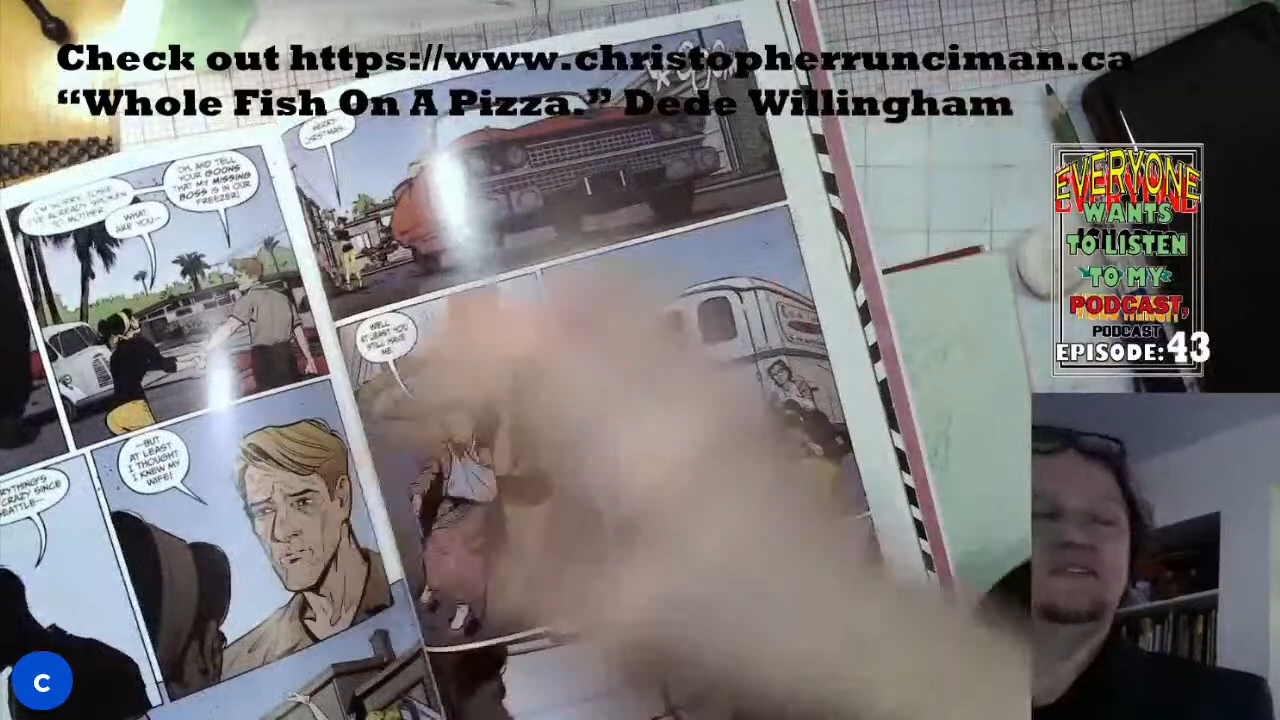 Check out https://www.christopherrunciman.ca
“Whole Fish On A Pizza.” Dede Willingham
EVERYONE
WANTS
TO LISTEN
TO MY
PODCAST,
PODCAST
EPISODE:43
MERRY
CHRISTMAS.
OH, AND TELL
YOUR GOONS
THAT MY MISSING
BOSS IS IN OUR
FREEZER!
I'VE ALREADY SPOKEN
TO MOTHER
WHAT
ARE YOU—
WELL
AT LEAST YOU
STILL HAVE
ME.
—BUT
AT LEAST
I THOUGHT
I KNEW MY
WIFE!
CRAZY SINCE
C